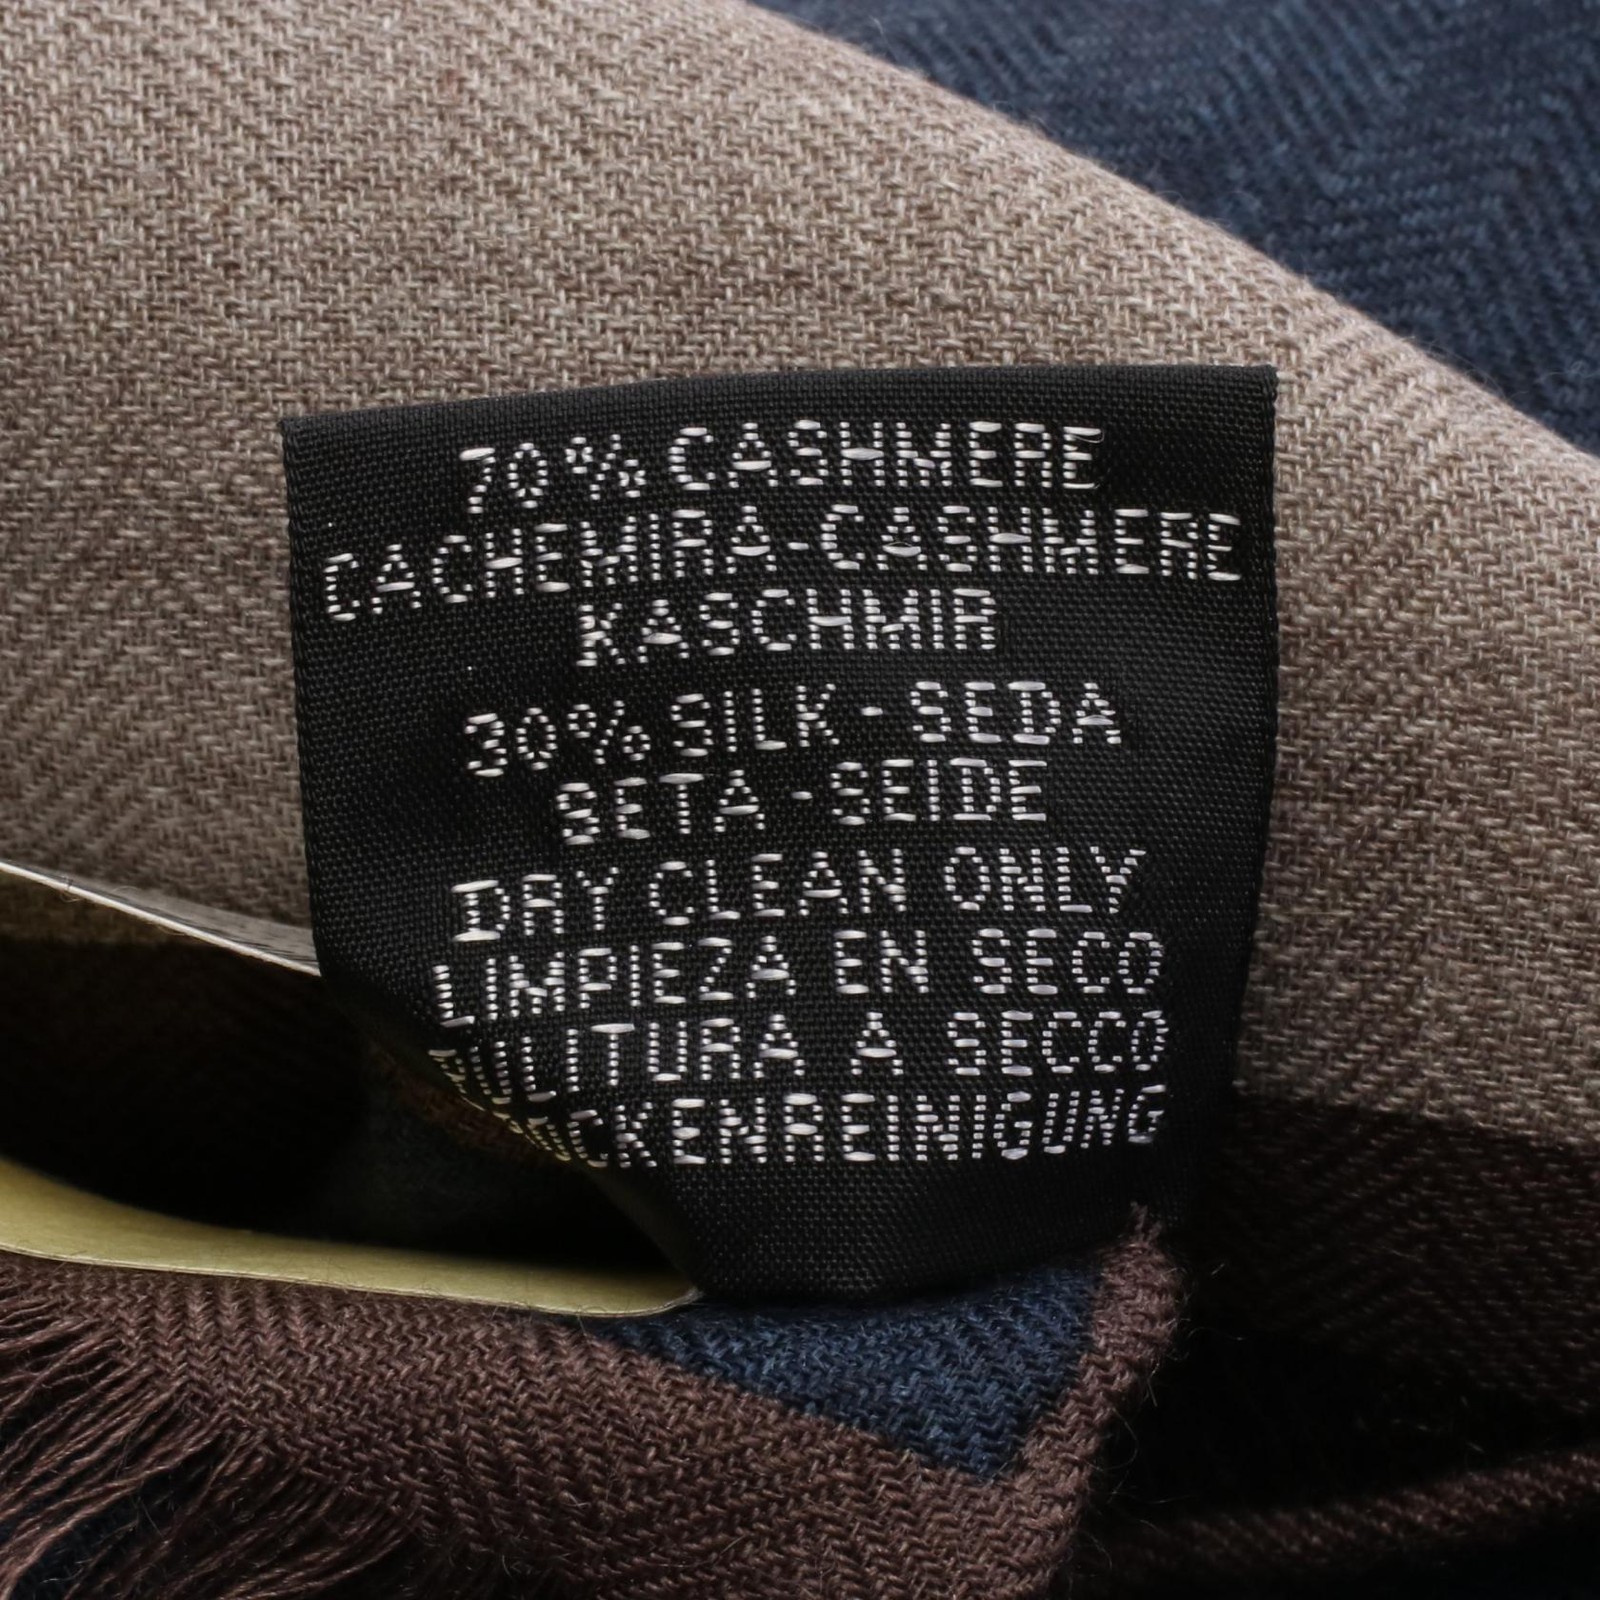 70% CASHMERE
CACHEMIRA-CASHMERE
KASCHMIR
30% SILK - SEDA
SETA - SEIDE
DRY CLEAN ONLY
LIMPIEZA EN SECO
PULITURA A SECCO